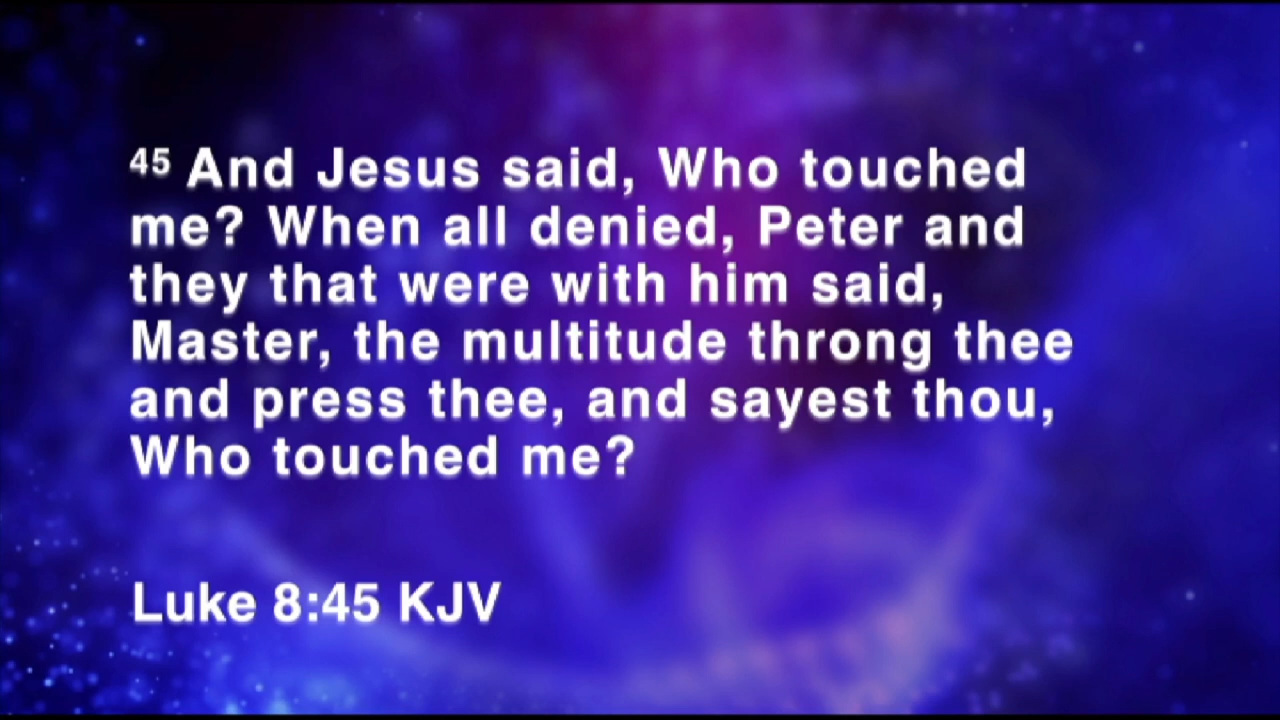 45 And Jesus said, Who touched
me? When all denied, Peter and
they that were with him said,
Master, the multitude throng thee
and press thee, and sayest thou,
Who touched me?
Luke 8:45 KJV